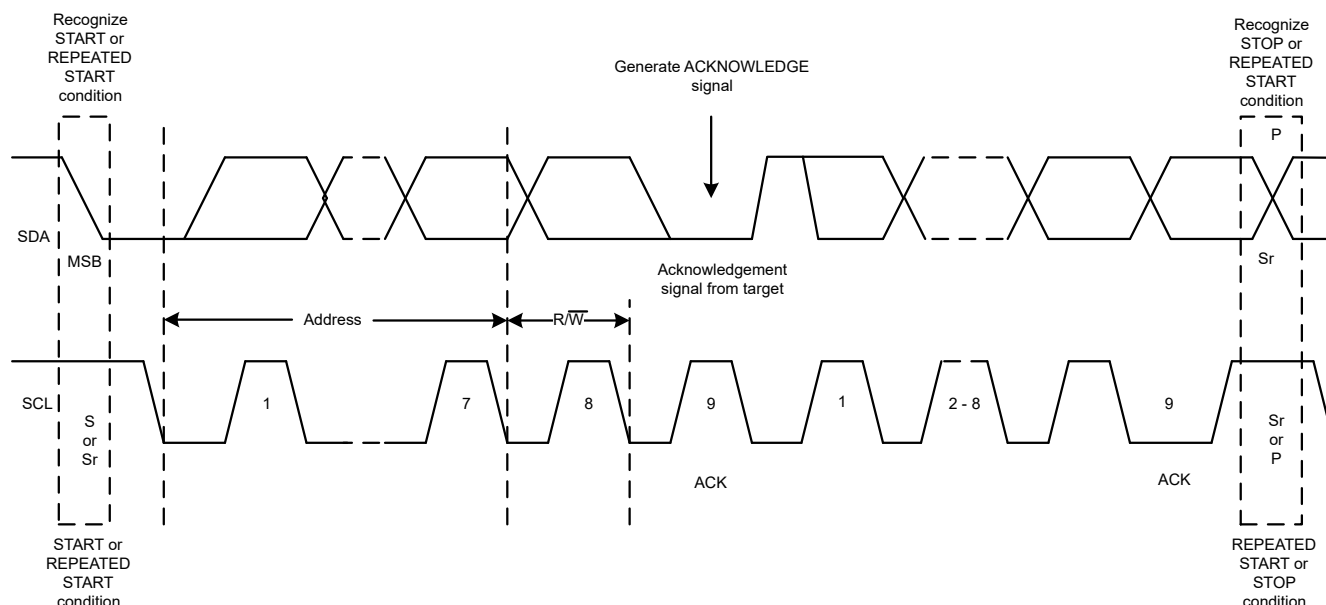 Recognize
START or
REPEATED
START
condition
Recognize
STOP or
REPEATED
START
condition
Generate ACKNOWLEDGE
signal
P
SDA
MSB
Acknowledgement
signal from target
Sr
Address
R/W̅
SCL
S
or
Sr
1
7
8
9
1
2 - 8
9
Sr
or
P
ACK
ACK
START or
REPEATED
START
condition
REPEATED
START or
STOP
condition